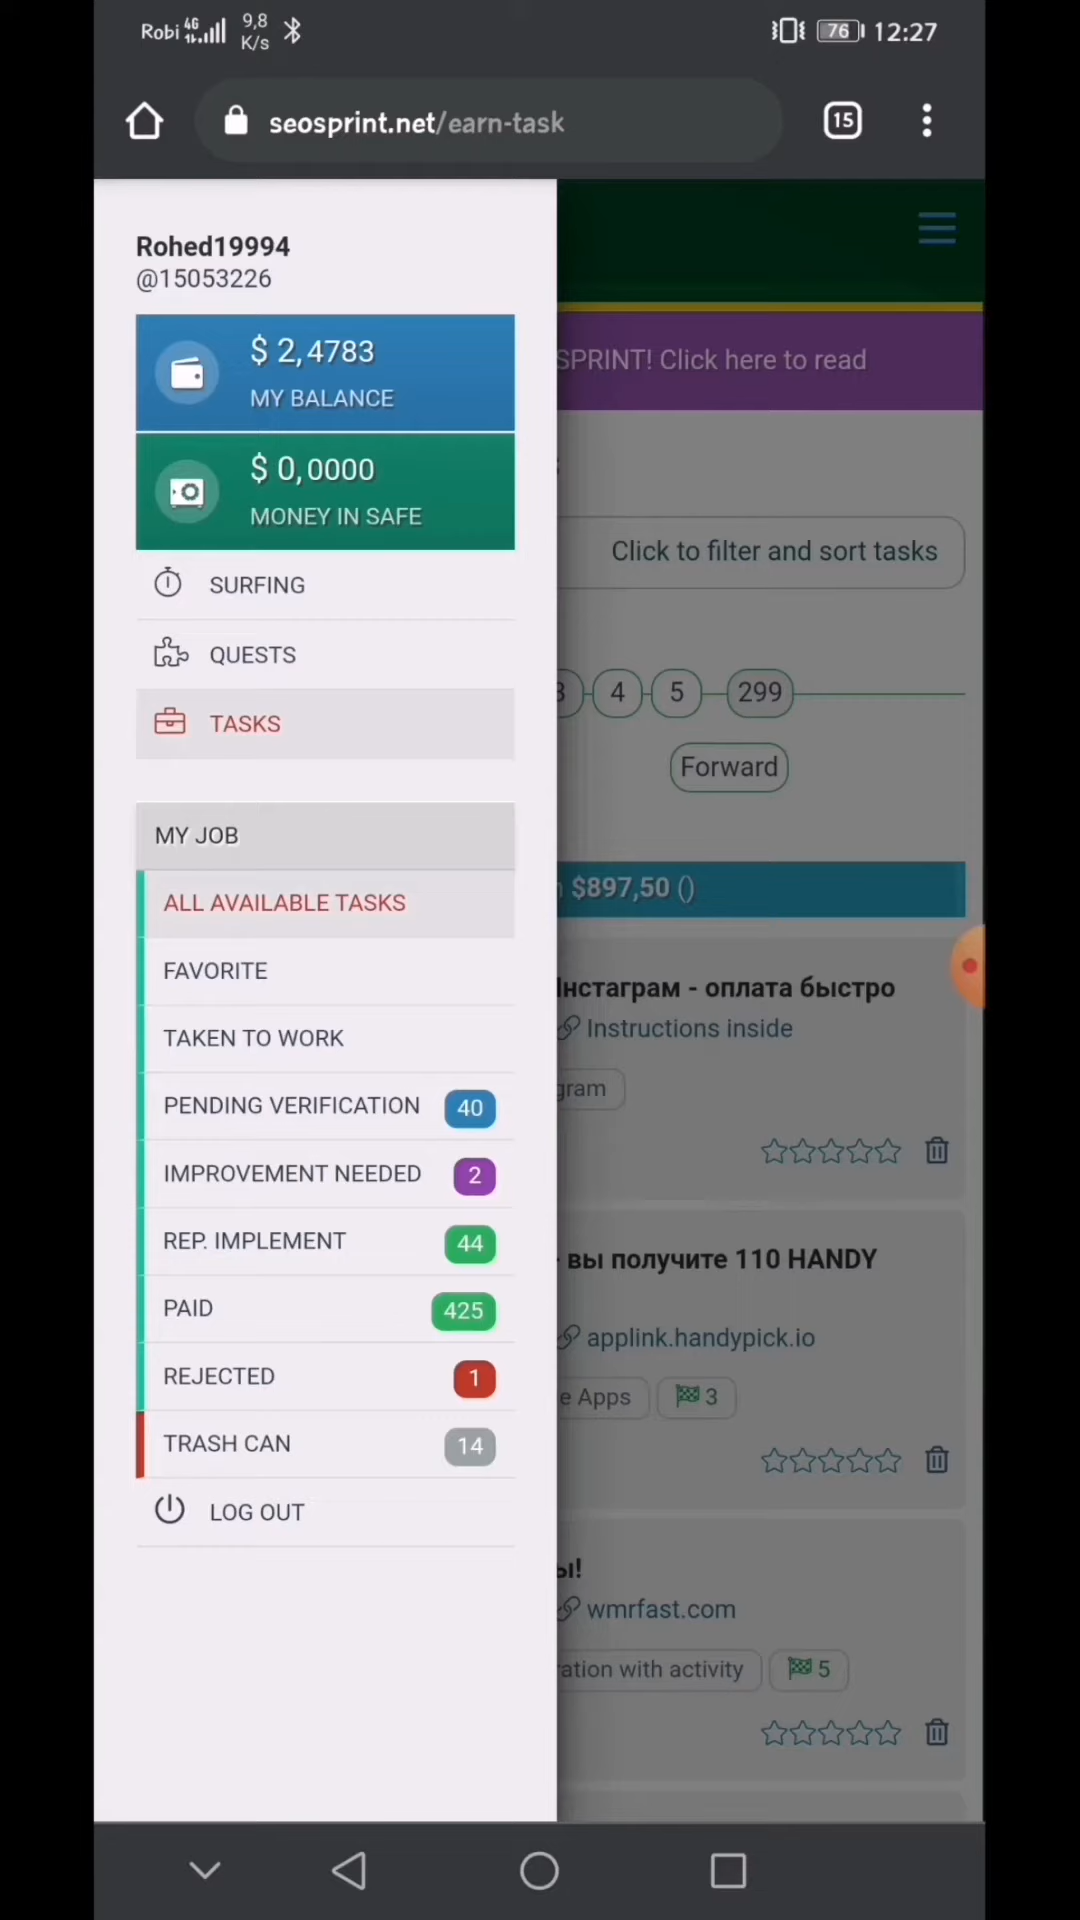 Robi 4G 9,8 K/s 76 12:27
seosprint.net/earn-task 15
Rohed19994
@15053226
$ 2,4783
MY BALANCE
$ 0,0000
MONEY IN SAFE
SURFING
QUESTS
TASKS
MY JOB
ALL AVAILABLE TASKS
FAVORITE
TAKEN TO WORK
PENDING VERIFICATION 40
IMPROVEMENT NEEDED 2
REP. IMPLEMENT 44
PAID 425
REJECTED 1
TRASH CAN 14
LOG OUT
SPRINT! Click here to read
Click to filter and sort tasks
3 4 5 299
Forward
$897,50 ()
Инстаграм - оплата быстро
Instructions inside
gram
- вы получите 110 HANDY
applink.handypick.io
e Apps 3
ы!
wmrfast.com
ration with activity 5